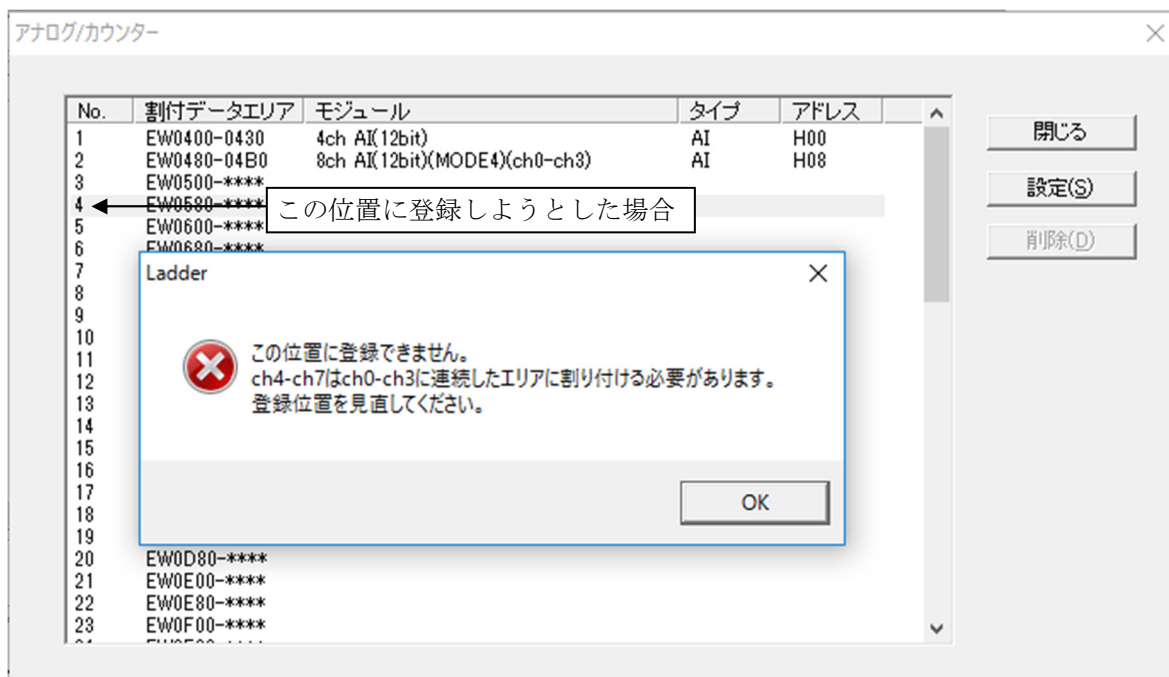 アナログ/カウンター
No. 割付データエリア モジュール タイプ アドレス
1 EW0400-0430 4ch AI(12bit) AI H00
2 EW0480-04B0 8ch AI(12bit)(MODE4)(ch0-ch3) AI H08
3 EW0500-****
4 EW0580-****
この位置に登録しようとした場合
5 EW0600-****
6 EW0680-****
7
8
9
10
11
12
13
14
15
16
17
18
19
20 EW0D80-****
21 EW0E00-****
22 EW0E80-****
23 EW0F00-****
閉じる
設定(S)
削除(D)
Ladder
この位置に登録できません。
ch4-ch7はch0-ch3に連続したエリアに割り付ける必要があります。
登録位置を見直してください。
OK